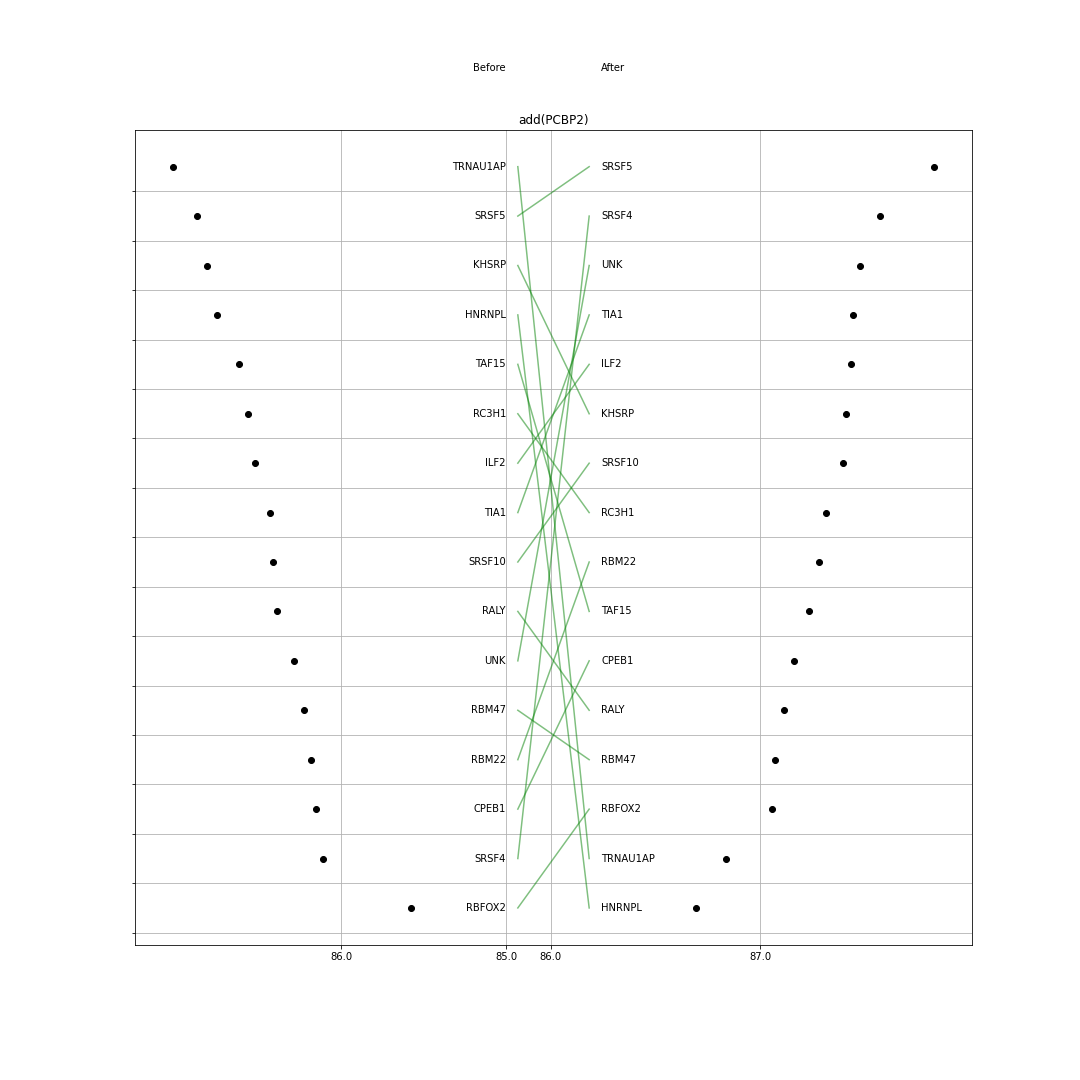 Before After
add(PCBP2)
TRNAU1AP SRSF5
SRSF5 SRSF4
KHSRP UNK
HNRNPL TIA1
TAF15 ILF2
RC3H1 KHSRP
ILF2 SRSF10
TIA1 RC3H1
SRSF10 RBM22
RALY TAF15
UNK CPEB1
RBM47 RALY
RBM22 RBM47
CPEB1 RBFOX2
SRSF4 TRNAU1AP
RBFOX2 HNRNPL
86.0 85.0 86.0 87.0